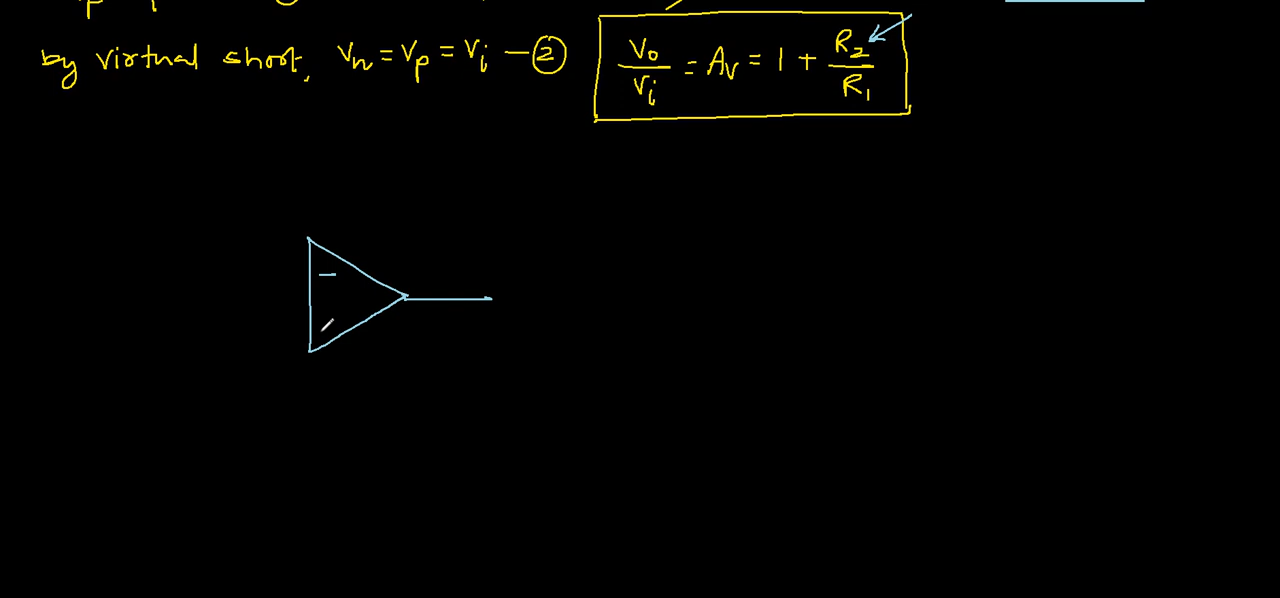 by virtual short, Vn = Vp = Vi — ②
Vo/Vi = Av = 1 + R2/R1
−